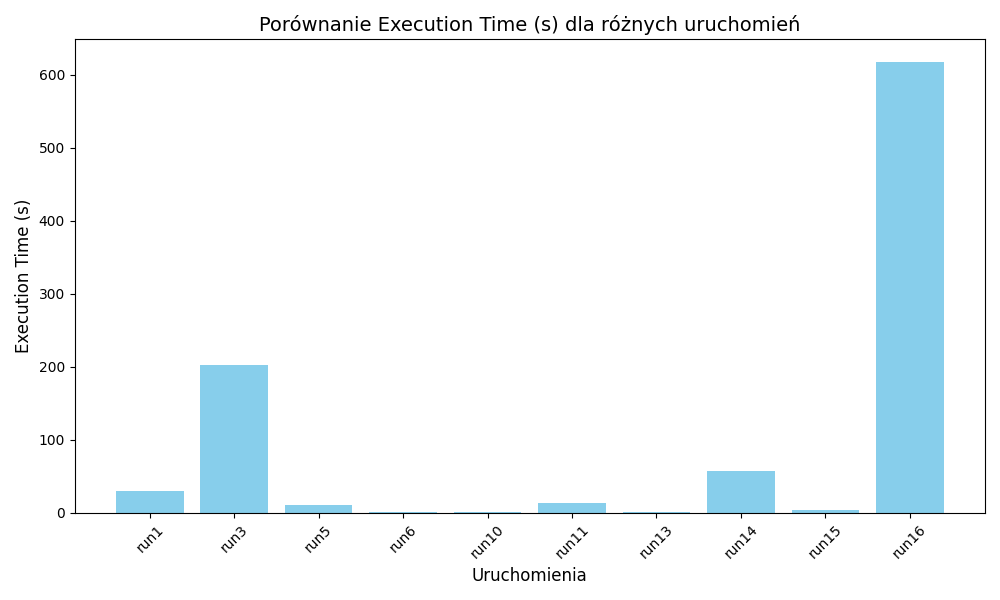 Porównanie Execution Time (s) dla różnych uruchomień
Execution Time (s)
600
500
400
300
200
100
0
run1
run3
run5
run6
run10
run11
run13
run14
run15
run16
Uruchomienia